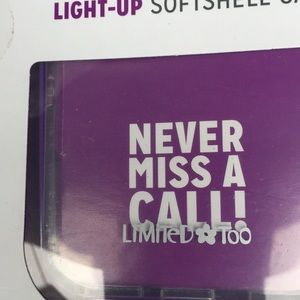 LIGHT-UP SOFTSHELL
NEVER
MISS A
CALL!
LiMiTeD TOO